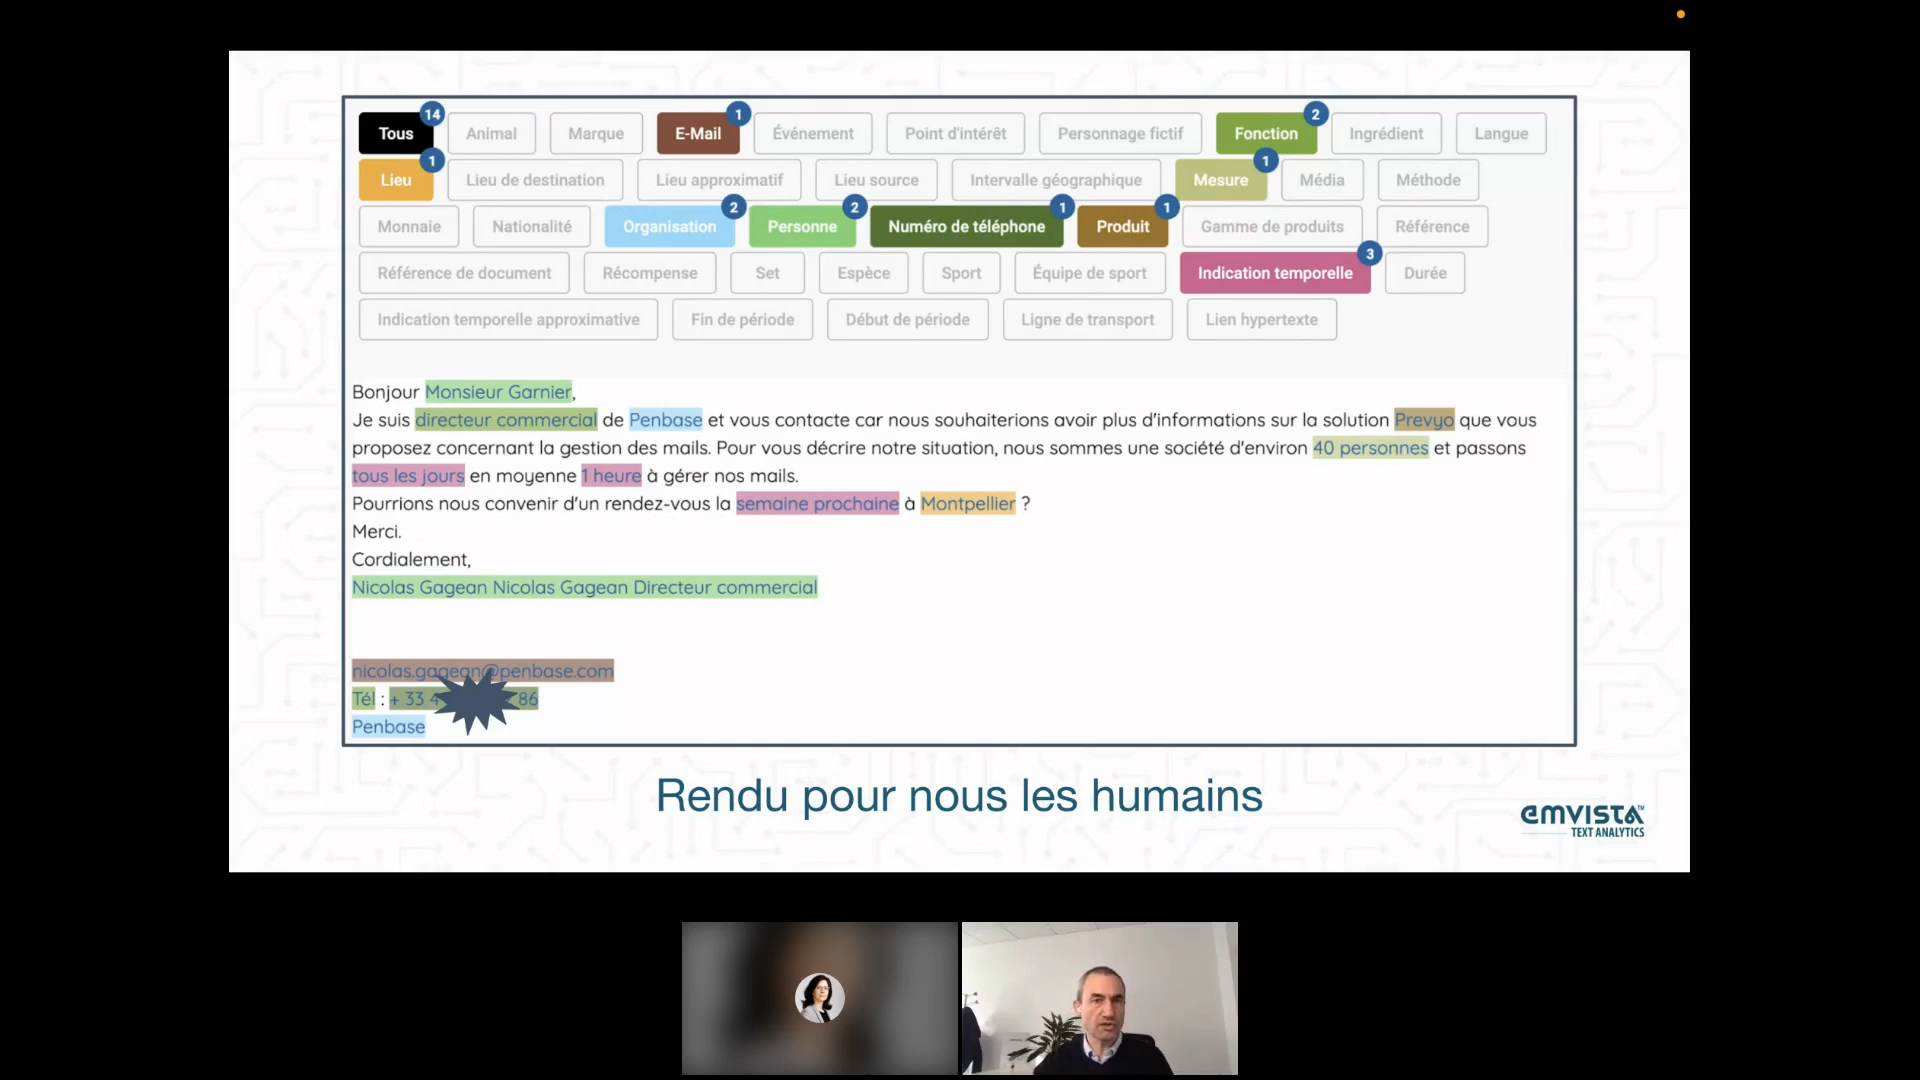 Tous 14 Animal Marque E-Mail 1 Événement Point d'intérêt Personnage fictif Fonction 2 Ingrédient Langue
Lieu 1 Lieu de destination Lieu approximatif Lieu source Intervalle géographique Mesure 1 Média Méthode
Monnaie Nationalité Organisation 2 Personne 2 Numéro de téléphone 1 Produit 1 Gamme de produits Référence
Référence de document Récompense Set Espèce Sport Équipe de sport Indication temporelle 3 Durée
Indication temporelle approximative Fin de période Début de période Ligne de transport Lien hypertexte
Bonjour Monsieur Garnier,
Je suis directeur commercial de Penbase et vous contacte car nous souhaiterions avoir plus d'informations sur la solution Prevyo que vous
proposez concernant la gestion des mails. Pour vous décrire notre situation, nous sommes une société d'environ 40 personnes et passons
tous les jours en moyenne 1 heure à gérer nos mails.
Pourrions nous convenir d'un rendez-vous la semaine prochaine à Montpellier ?
Merci.
Cordialement,
Nicolas Gagean Nicolas Gagean Directeur commercial
nicolas.gagean@penbase.com
Tél : + 33 4 86
Penbase
Rendu pour nous les humains
emvista™
TEXT ANALYTICS